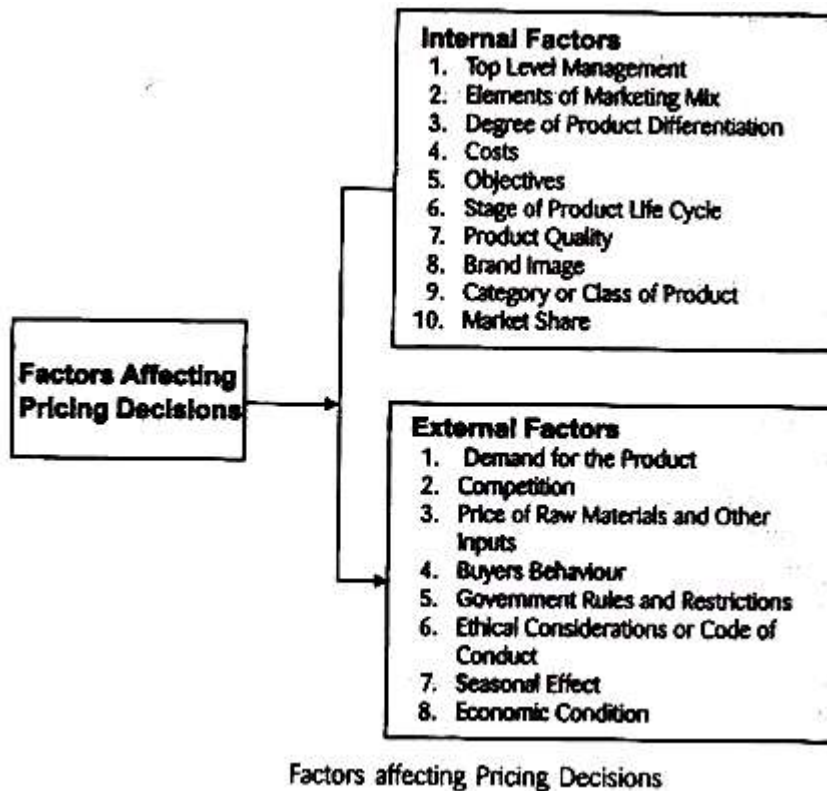 Internal Factors
1. Top Level Management
2. Elements of Marketing Mix
3. Degree of Product Differentiation
4. Costs
5. Objectives
6. Stage of Product Life Cycle
7. Product Quality
8. Brand Image
9. Category or Class of Product
10. Market Share
Factors Affecting
Pricing Decisions
External Factors
1. Demand for the Product
2. Competition
3. Price of Raw Materials and Other
Inputs
4. Buyers Behaviour
5. Government Rules and Restrictions
6. Ethical Considerations or Code of
Conduct
7. Seasonal Effect
8. Economic Condition
Factors affecting Pricing Decisions